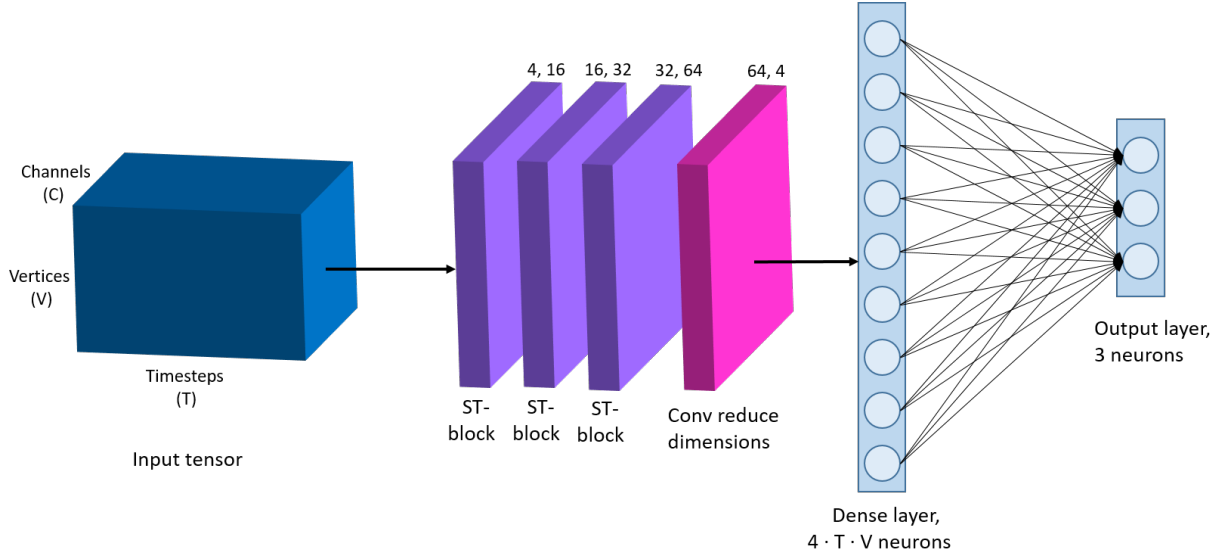 4, 16
16, 32
32, 64
64, 4
Channels
(C)
Vertices
(V)
Timesteps
(T)
Input tensor
ST-
block
ST-
block
ST-
block
Conv reduce
dimensions
Dense layer,
4 · T · V neurons
Output layer,
3 neurons